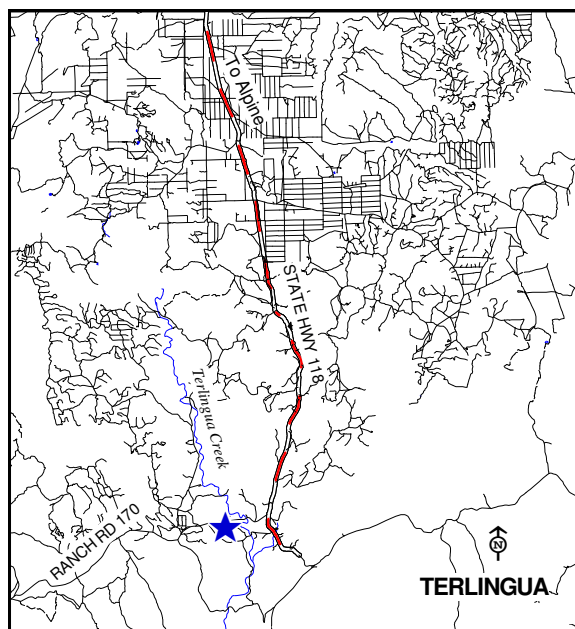 To Alpine
STATE HWY 118
Terlingua Creek
RANCH RD 170
N
TERLINGUA